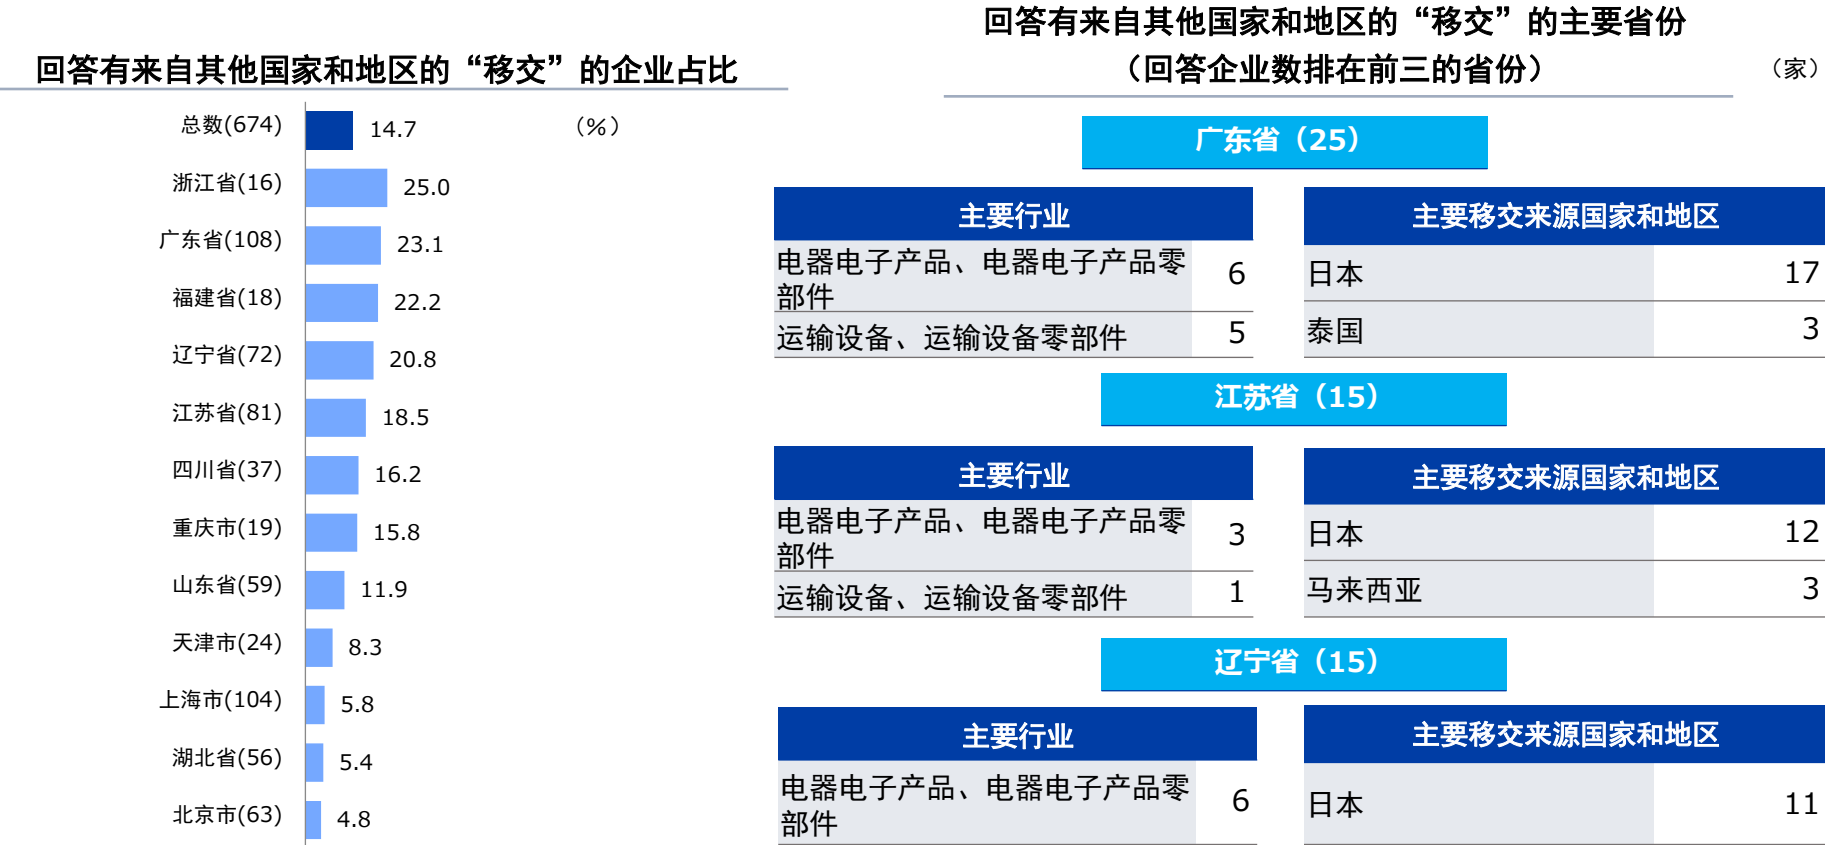 回答有来自其他国家和地区的“移交”的企业占比
（%）
总数(674) 14.7
浙江省(16) 25.0
广东省(108) 23.1
福建省(18) 22.2
辽宁省(72) 20.8
江苏省(81) 18.5
四川省(37) 16.2
重庆市(19) 15.8
山东省(59) 11.9
天津市(24) 8.3
上海市(104) 5.8
湖北省(56) 5.4
北京市(63) 4.8
回答有来自其他国家和地区的“移交”的主要省份
（回答企业数排在前三的省份）
（家）
广东省（25）
主要行业
电器电子产品、电器电子产品零
部件 6
运输设备、运输设备零部件 5
主要移交来源国家和地区
日本 17
泰国 3
江苏省（15）
主要行业
电器电子产品、电器电子产品零
部件 3
运输设备、运输设备零部件 1
主要移交来源国家和地区
日本 12
马来西亚 3
辽宁省（15）
主要行业
电器电子产品、电器电子产品零
部件 6
主要移交来源国家和地区
日本 11